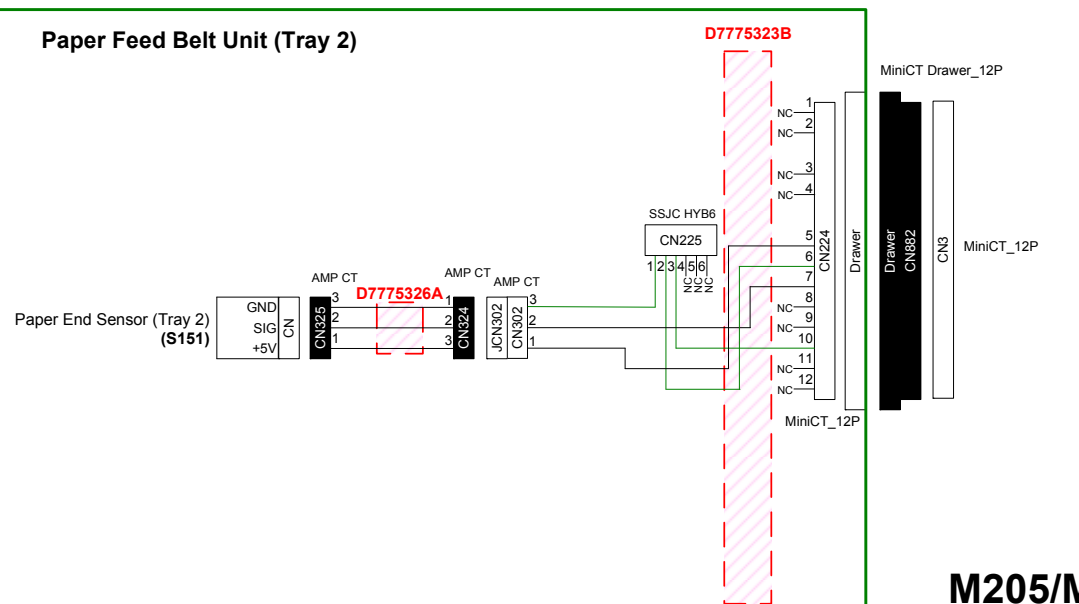 Paper Feed Belt Unit (Tray 2)
D7775323B
MiniCT Drawer_12P
NC 1
NC 2
NC 3
NC 4
5
6
7
NC 8
NC 9
10
NC 11
NC 12
CN224
Drawer
Drawer
CN882
CN3
MiniCT_12P
MiniCT_12P
SSJC HYB6
CN225
1 2 3 4 5 6
NC
NC
NC
AMP CT
D7775326A
AMP CT
AMP CT
Paper End Sensor (Tray 2)
(S151)
GND
SIG
+5V
CN
CN325
3
2
1
1
2
3
CN324
JCN302
CN302
3
2
1
M205/M